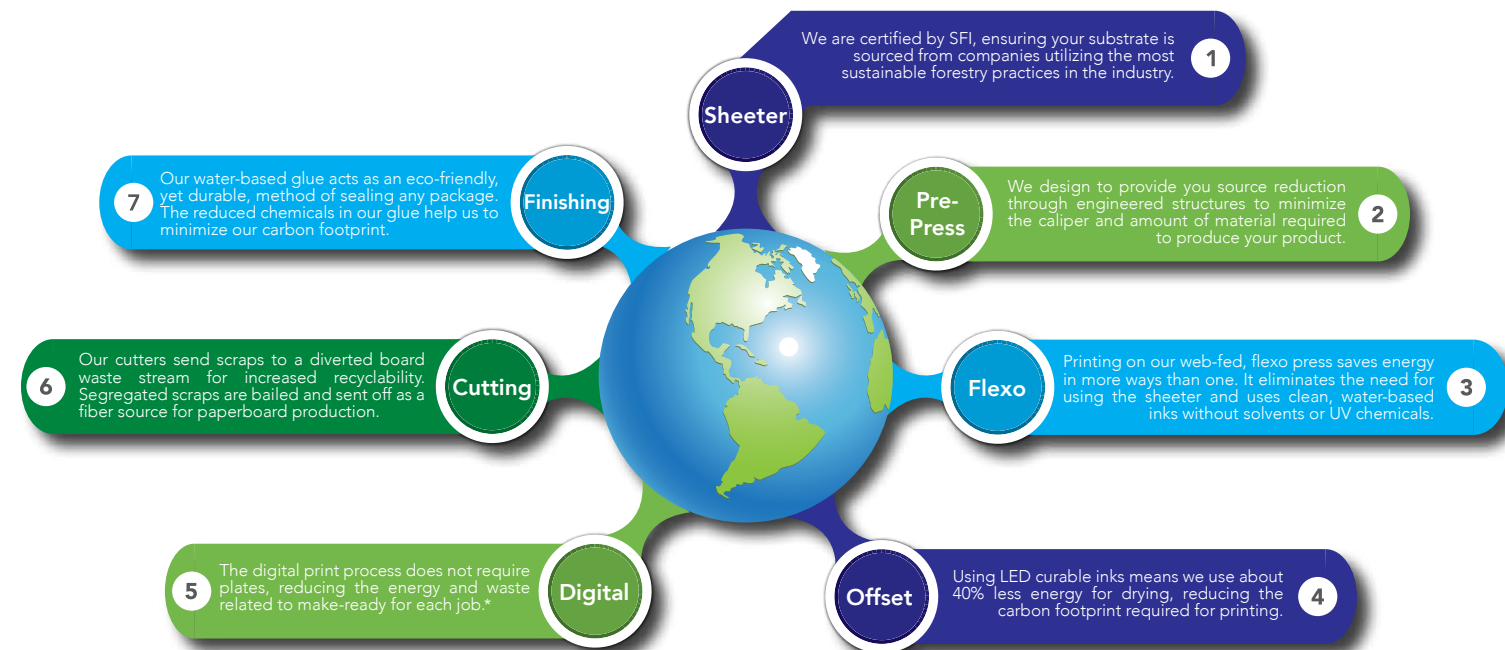 We are certified by SFI, ensuring your substrate is
sourced from companies utilizing the most
sustainable forestry practices in the industry.
1
Sheeter
Pre-
Press
We design to provide you source reduction
through engineered structures to minimize
the caliper and amount of material required
to produce your product.
2
Flexo
Printing on our web-fed, flexo press saves energy
in more ways than one. It eliminates the need for
using the sheeter and uses clean, water-based
inks without solvents or UV chemicals.
3
Offset
Using LED curable inks means we use about
40% less energy for drying, reducing the
carbon footprint required for printing.
4
5
The digital print process does not require
plates, reducing the energy and waste
related to make-ready for each job.*
Digital
6
Our cutters send scraps to a diverted board
waste stream for increased recyclability.
Segregated scraps are bailed and sent off as a
fiber source for paperboard production.
Cutting
7
Our water-based glue acts as an eco-friendly,
yet durable, method of sealing any package.
The reduced chemicals in our glue help us to
minimize our carbon footprint.
Finishing